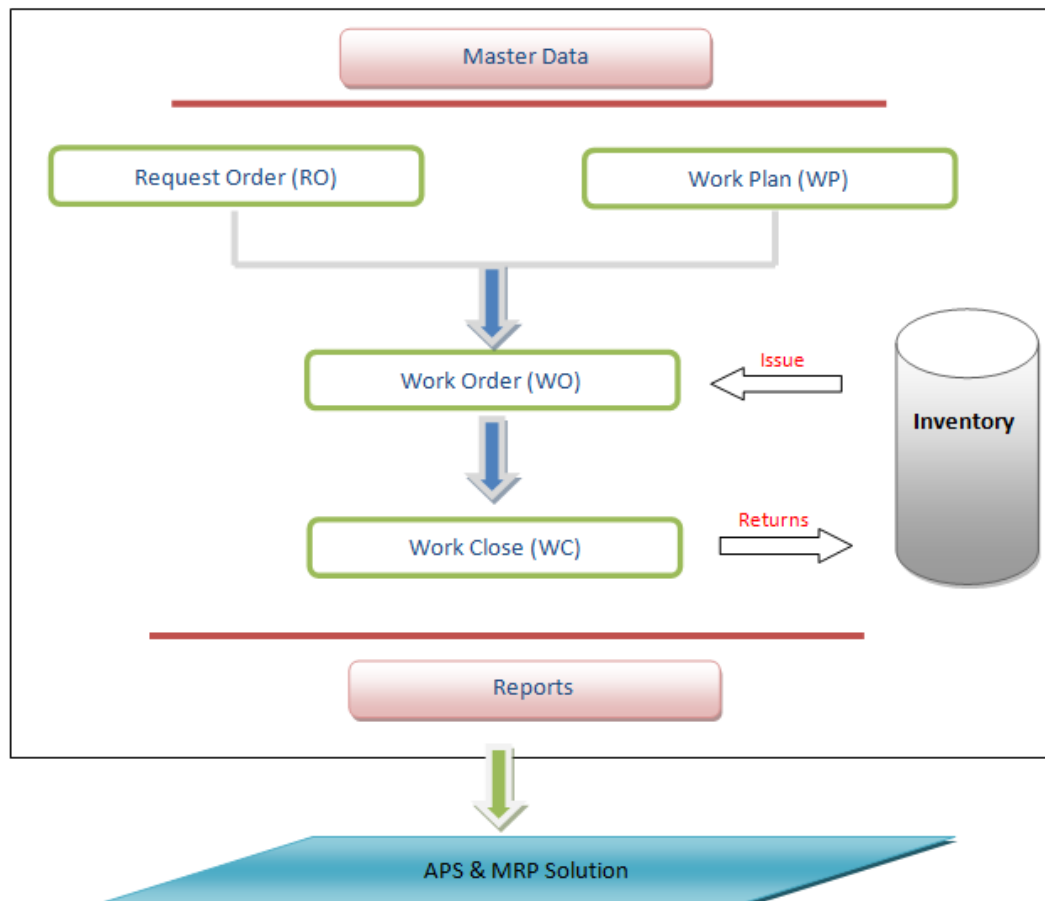 Master Data
Request Order (RO)
Work Plan (WP)
Work Order (WO)
Issue
Inventory
Work Close (WC)
Returns
Reports
APS & MRP Solution